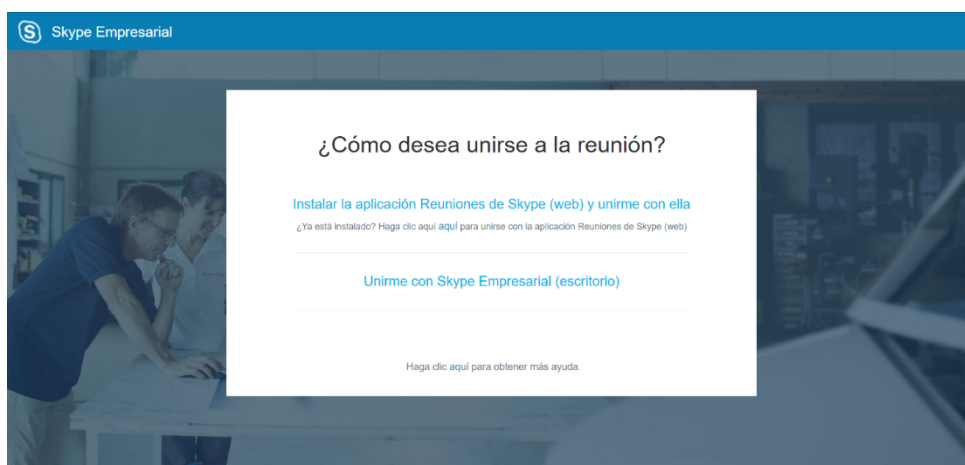 Skype Empresarial
¿Cómo desea unirse a la reunión?
Instalar la aplicación Reuniones de Skype (web) y unirme con ella
¿Ya está instalado? Haga clic aquí aquí para unirse con la aplicación Reuniones de Skype (web)
Unirme con Skype Empresarial (escritorio)
Haga clic aquí para obtener más ayuda.